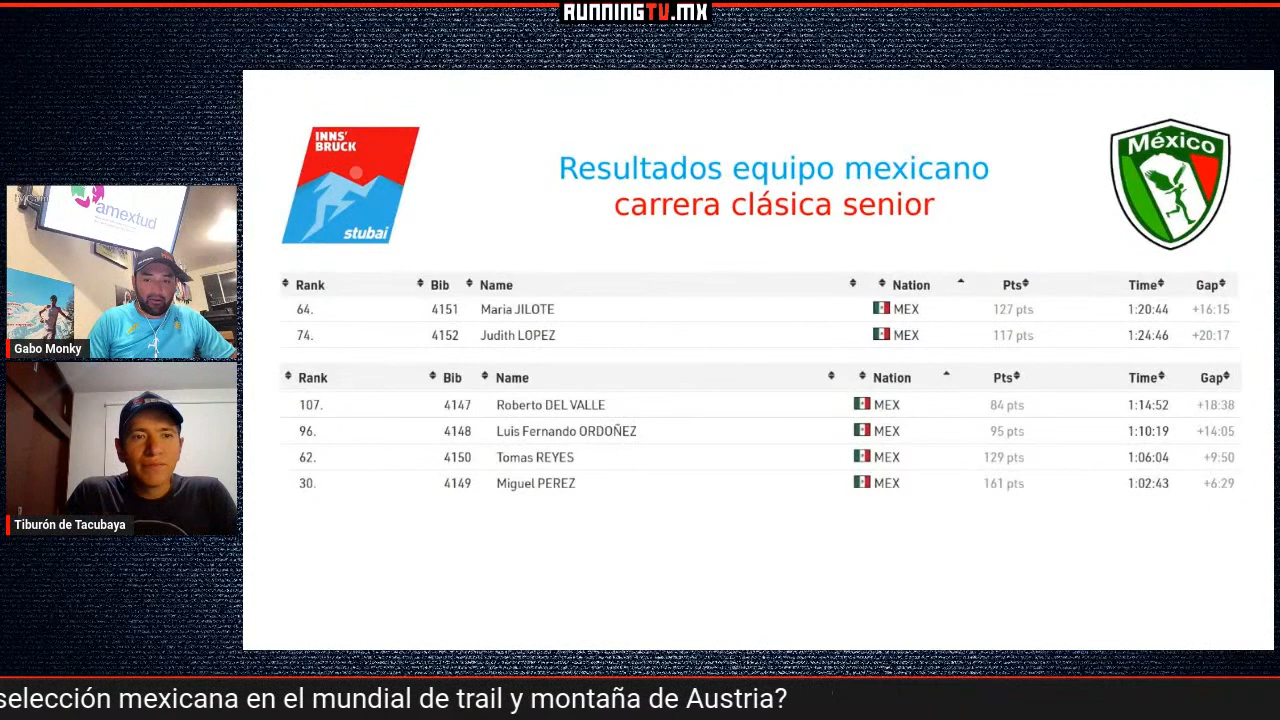 RUNNINGTV.MX
INNS'
BRUCK
stubai
Resultados equipo mexicano
carrera clásica senior
México
Rank Bib Name Nation Pts Time Gap
64. 4151 Maria JILOTE MEX 127 pts 1:20:44 +16:15
74. 4152 Judith LOPEZ MEX 117 pts 1:24:46 +20:17
Rank Bib Name Nation Pts Time Gap
107. 4147 Roberto DEL VALLE MEX 84 pts 1:14:52 +18:38
96. 4148 Luis Fernando ORDOÑEZ MEX 95 pts 1:10:19 +14:05
62. 4150 Tomas REYES MEX 129 pts 1:06:04 +9:50
30. 4149 Miguel PEREZ MEX 161 pts 1:02:43 +6:29
amextud
Gabo Monky
Tiburón de Tacubaya
selección mexicana en el mundial de trail y montaña de Austria?